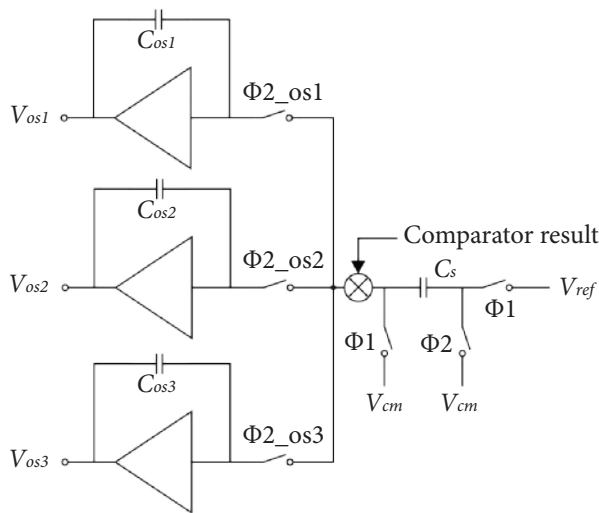 Cos1
Φ2_os1
Vos1
Cos2
Φ2_os2
Comparator result
Vos2
Cs
Φ1
Vref
Φ1
Φ2
Cos3
Vcm
Vcm
Φ2_os3
Vos3